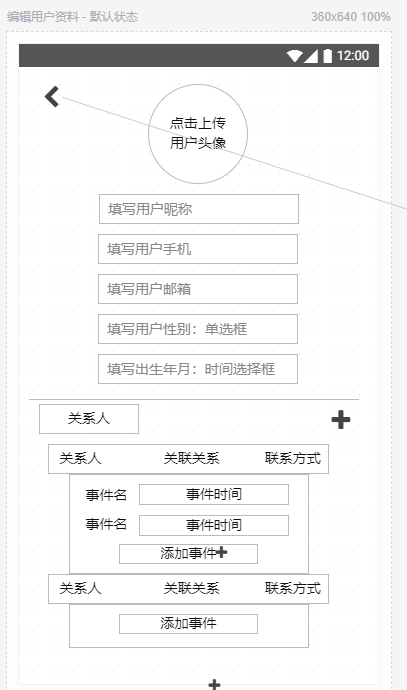 编辑用户资料 - 默认状态 360x640 100%
12:00
点击上传
用户头像
填写用户昵称
填写用户手机
填写用户邮箱
填写用户性别：单选框
填写出生年月：时间选择框
关系人
关系人 关联关系 联系方式
事件名 事件时间
事件名 事件时间
添加事件
关系人 关联关系 联系方式
添加事件